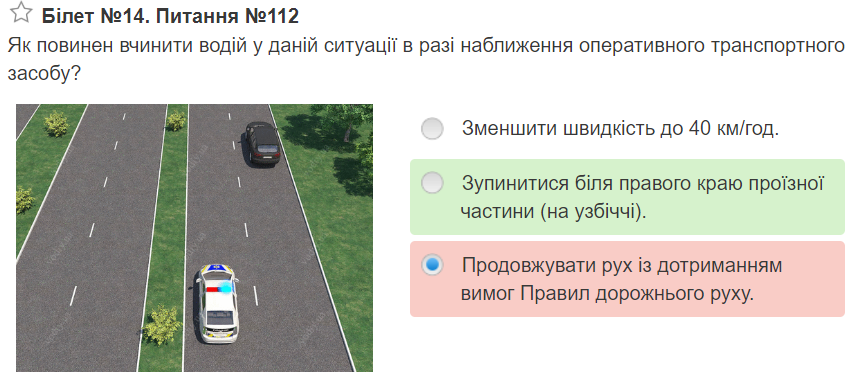 Білет №14. Питання №112
Як повинен вчинити водій у даній ситуації в разі наближення оперативного транспортного
засобу?
Зменшити швидкість до 40 км/год.
Зупинитися біля правого краю проїзної
частини (на узбіччі).
Продовжувати рух із дотриманням
вимог Правил дорожнього руху.